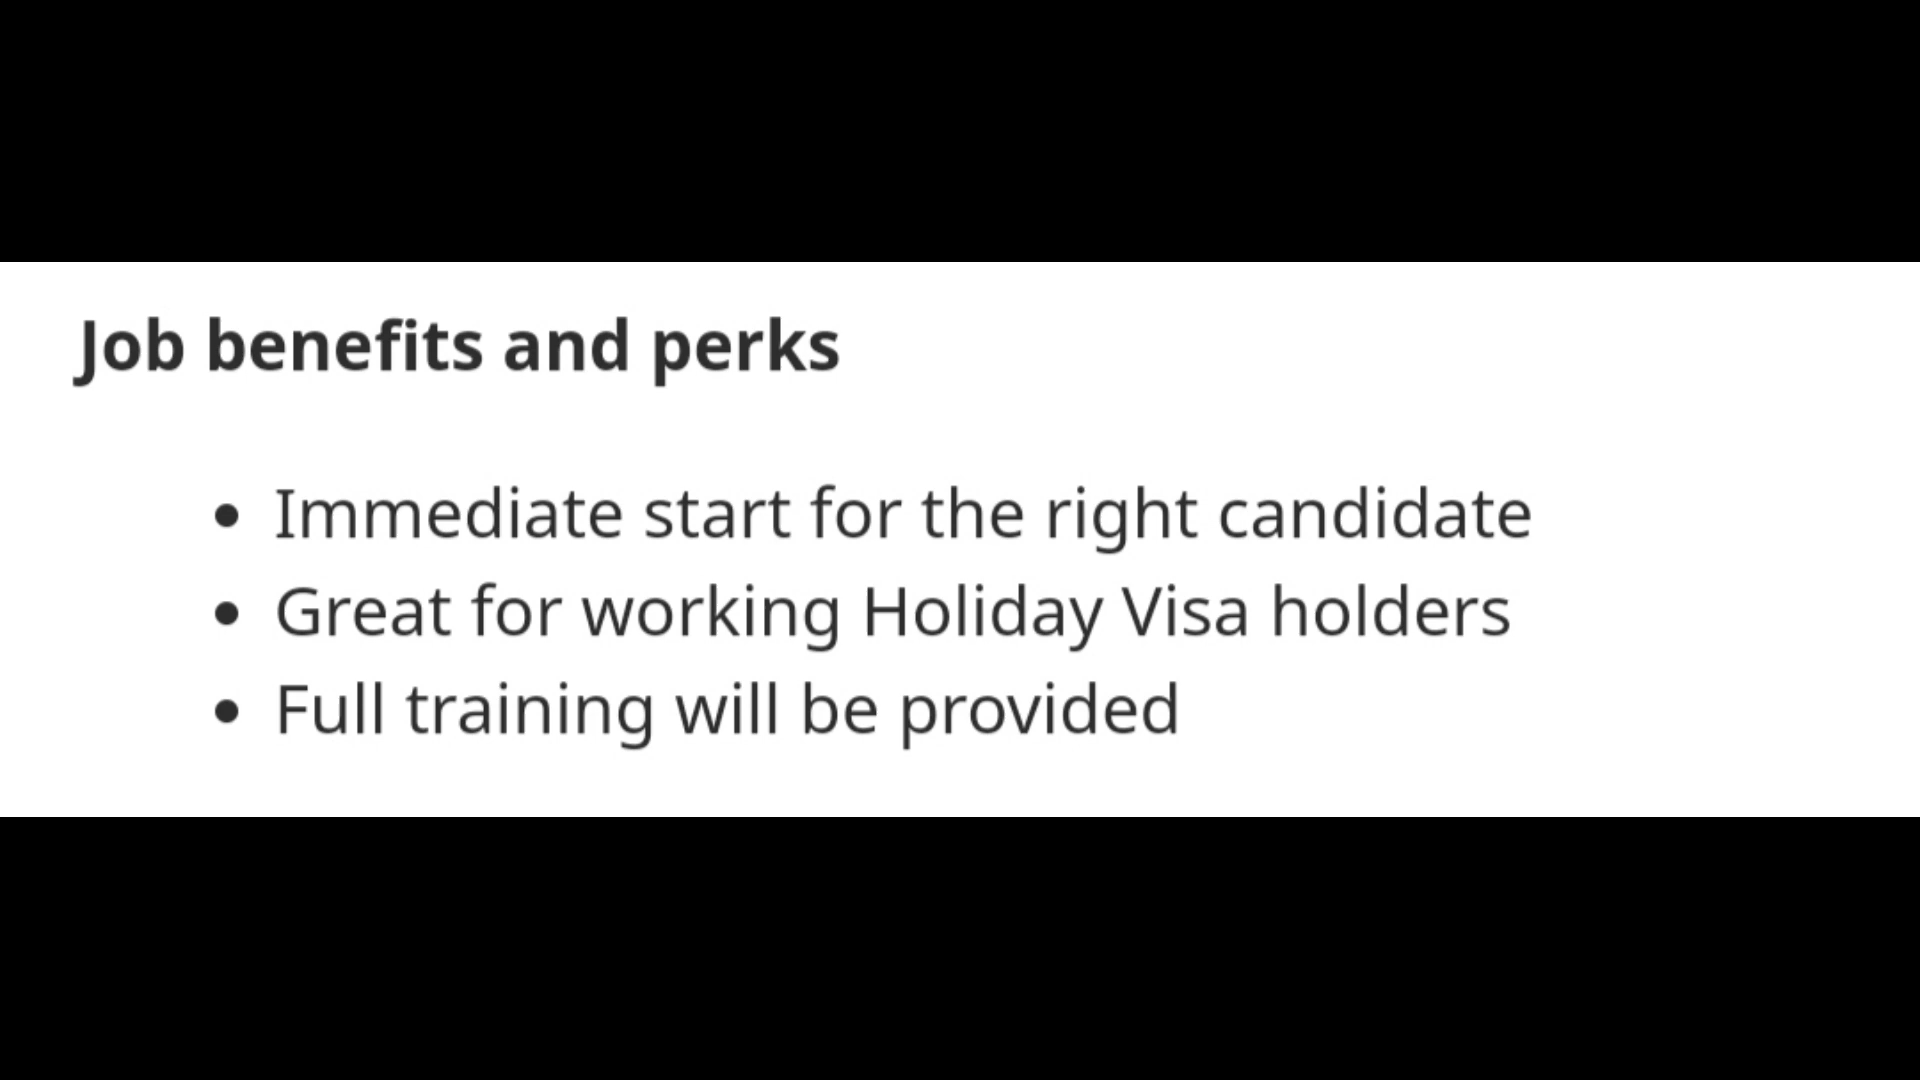 Job benefits and perks
• Immediate start for the right candidate
• Great for working Holiday Visa holders
• Full training will be provided